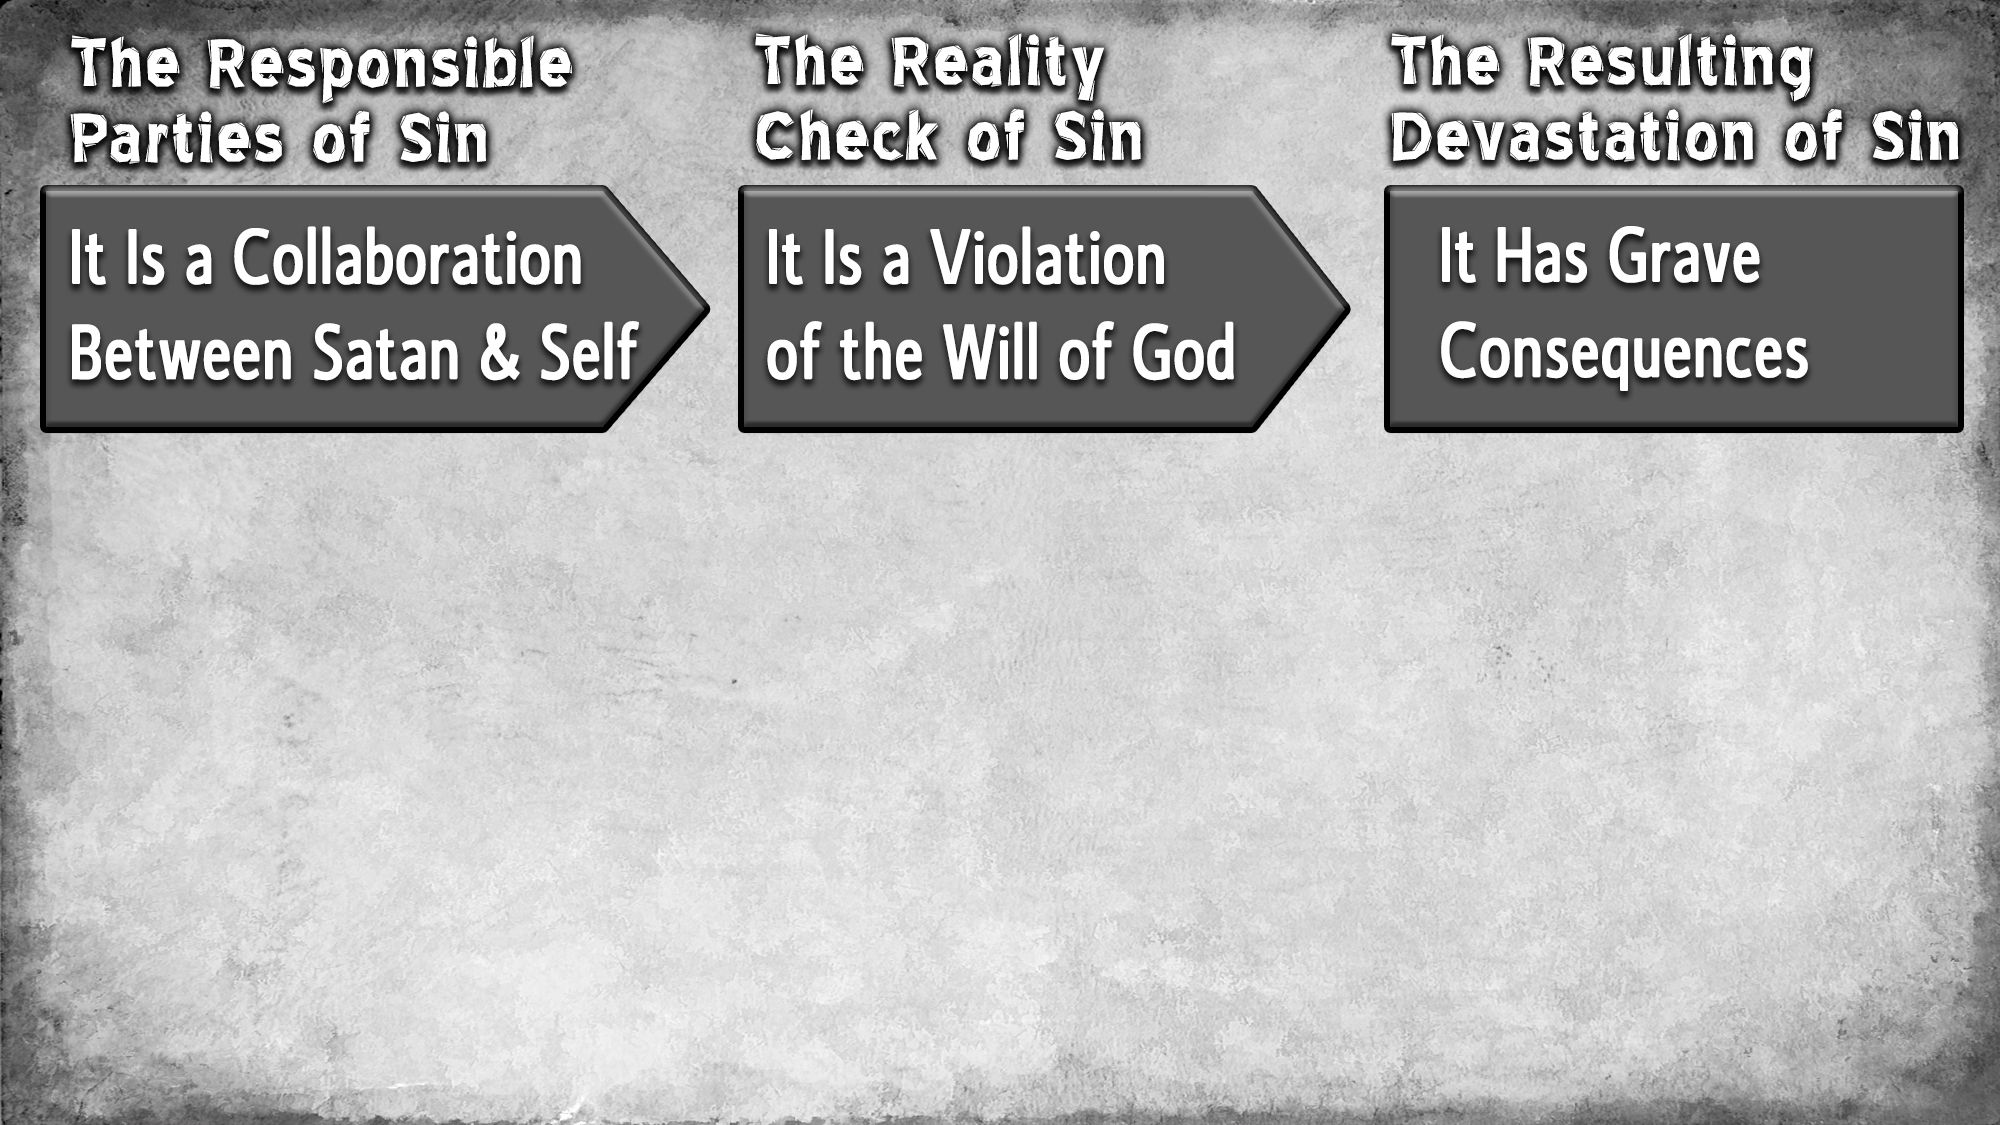 The Responsible
Parties of Sin
It Is a Collaboration
Between Satan & Self
The Reality
Check of Sin
It Is a Violation
of the Will of God
The Resulting
Devastation of Sin
It Has Grave
Consequences